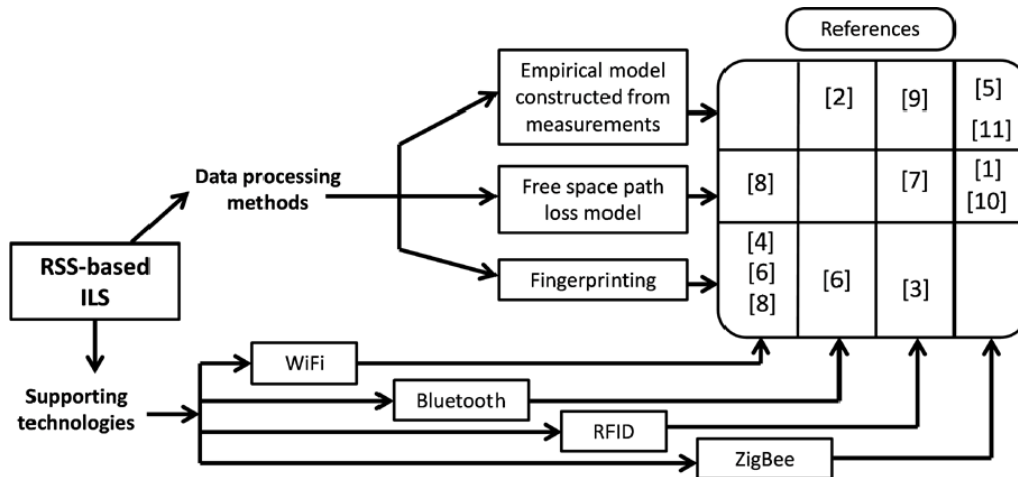 References
Empirical model
constructed from
measurements
[2]
[9]
[5]
[11]
Data processing
methods
Free space path
loss model
[8]
[7]
[1]
[10]
RSS-based
ILS
Fingerprinting
[4]
[6]
[8]
[6]
[3]
WiFi
Supporting
technologies
Bluetooth
RFID
ZigBee